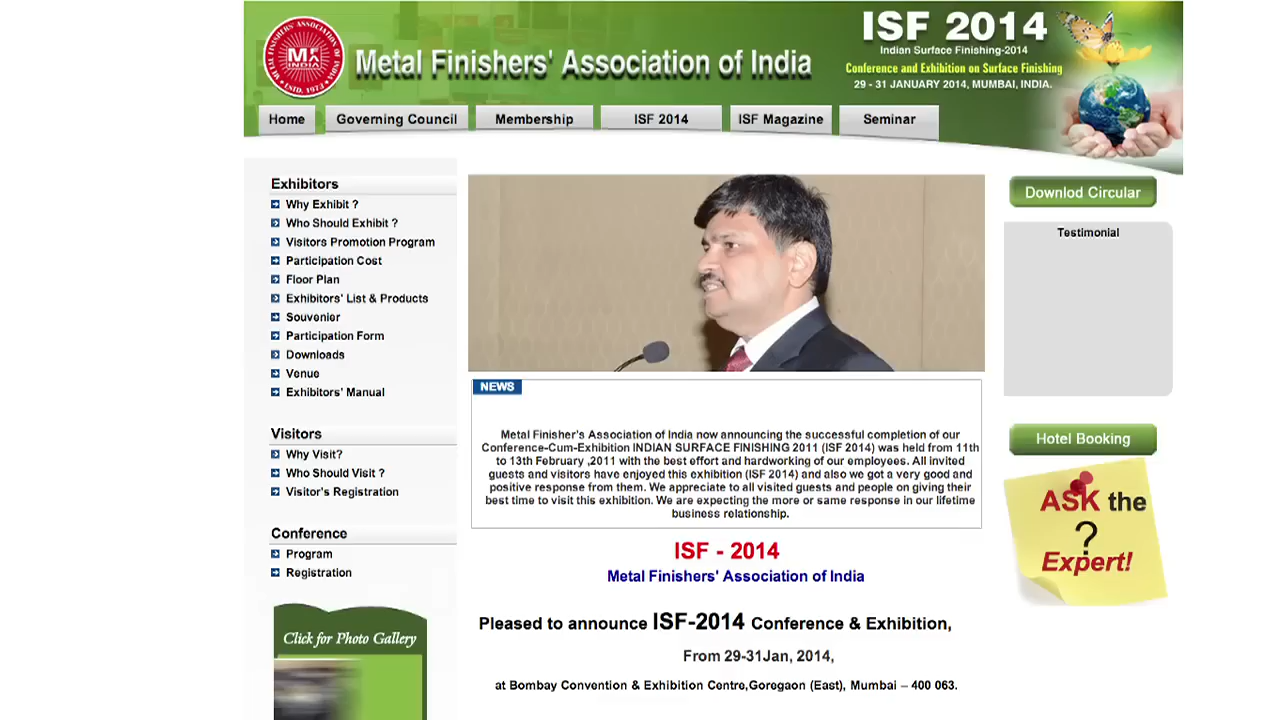 METAL FINISHERS' ASSOCIATION OF INDIA
INDIA
ESTD. 1973
Metal Finishers' Association of India
ISF 2014
Indian Surface Finishing-2014
Conference and Exhibition on Surface Finishing
29 - 31 JANUARY 2014, MUMBAI, INDIA.
Home
Governing Council
Membership
ISF 2014
ISF Magazine
Seminar
Exhibitors
Why Exhibit ?
Who Should Exhibit ?
Visitors Promotion Program
Participation Cost
Floor Plan
Exhibitors' List & Products
Souvenier
Participation Form
Downloads
Venue
Exhibitors' Manual
Visitors
Why Visit?
Who Should Visit ?
Visitor's Registration
Conference
Program
Registration
Click for Photo Gallery
NEWS
Metal Finisher's Association of India now announcing the successful completion of our
Conference-Cum-Exhibition INDIAN SURFACE FINISHING 2011 (ISF 2014) was held from 11th
to 13th February ,2011 with the best effort and hardworking of our employees. All invited
guests and visitors have enjoyed this exhibition (ISF 2014) and also we got a very good and
positive response from them. We appreciate to all visited guests and people on giving their
best time to visit this exhibition. We are expecting the more or same response in our lifetime
business relationship.
ISF - 2014
Metal Finishers' Association of India
Pleased to announce ISF-2014 Conference & Exhibition,
From 29-31Jan, 2014,
at Bombay Convention & Exhibition Centre,Goregaon (East), Mumbai – 400 063.
Downlod Circular
Testimonial
Hotel Booking
ASK the
?
Expert!